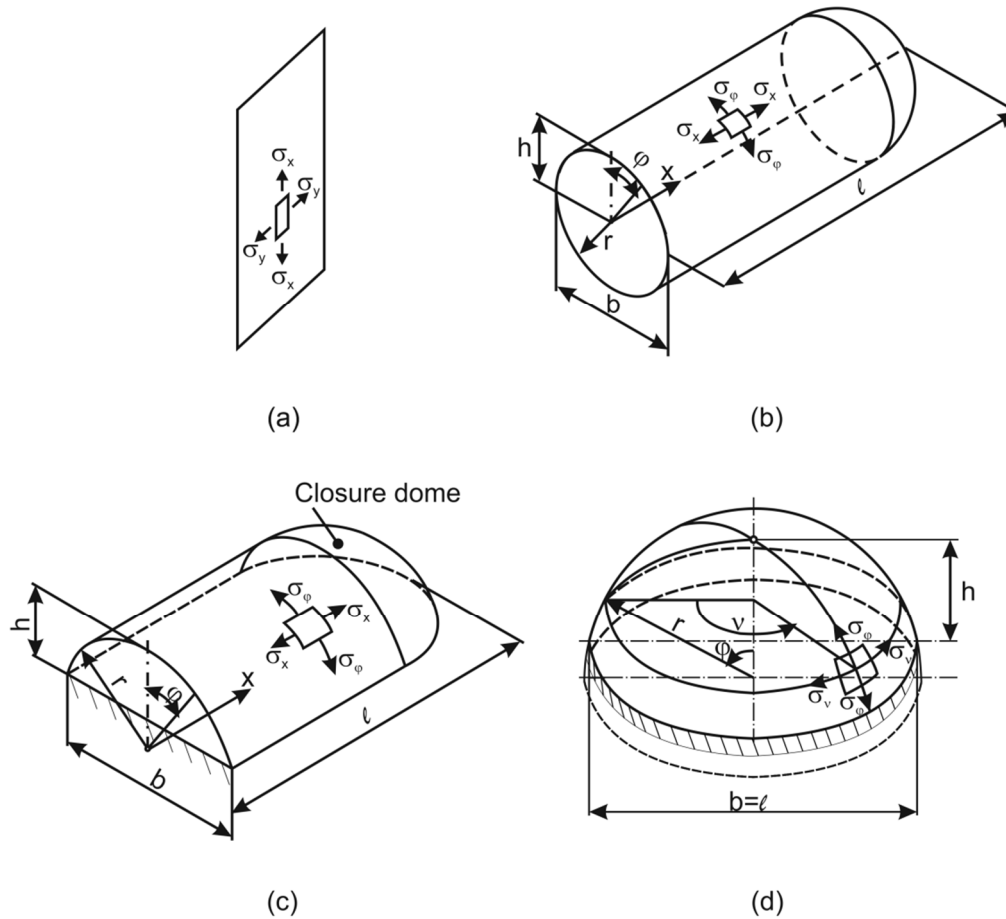 σx
σy
σy
σx
(a)
h
σφ
σx
σx
σφ
φ
x
r
b
ℓ
(b)
Closure dome
h
σφ
σx
σx
σφ
r
φ
x
b
ℓ
(c)
h
r
ν
φ
σφ
σν
σν
σφ
b=ℓ
(d)